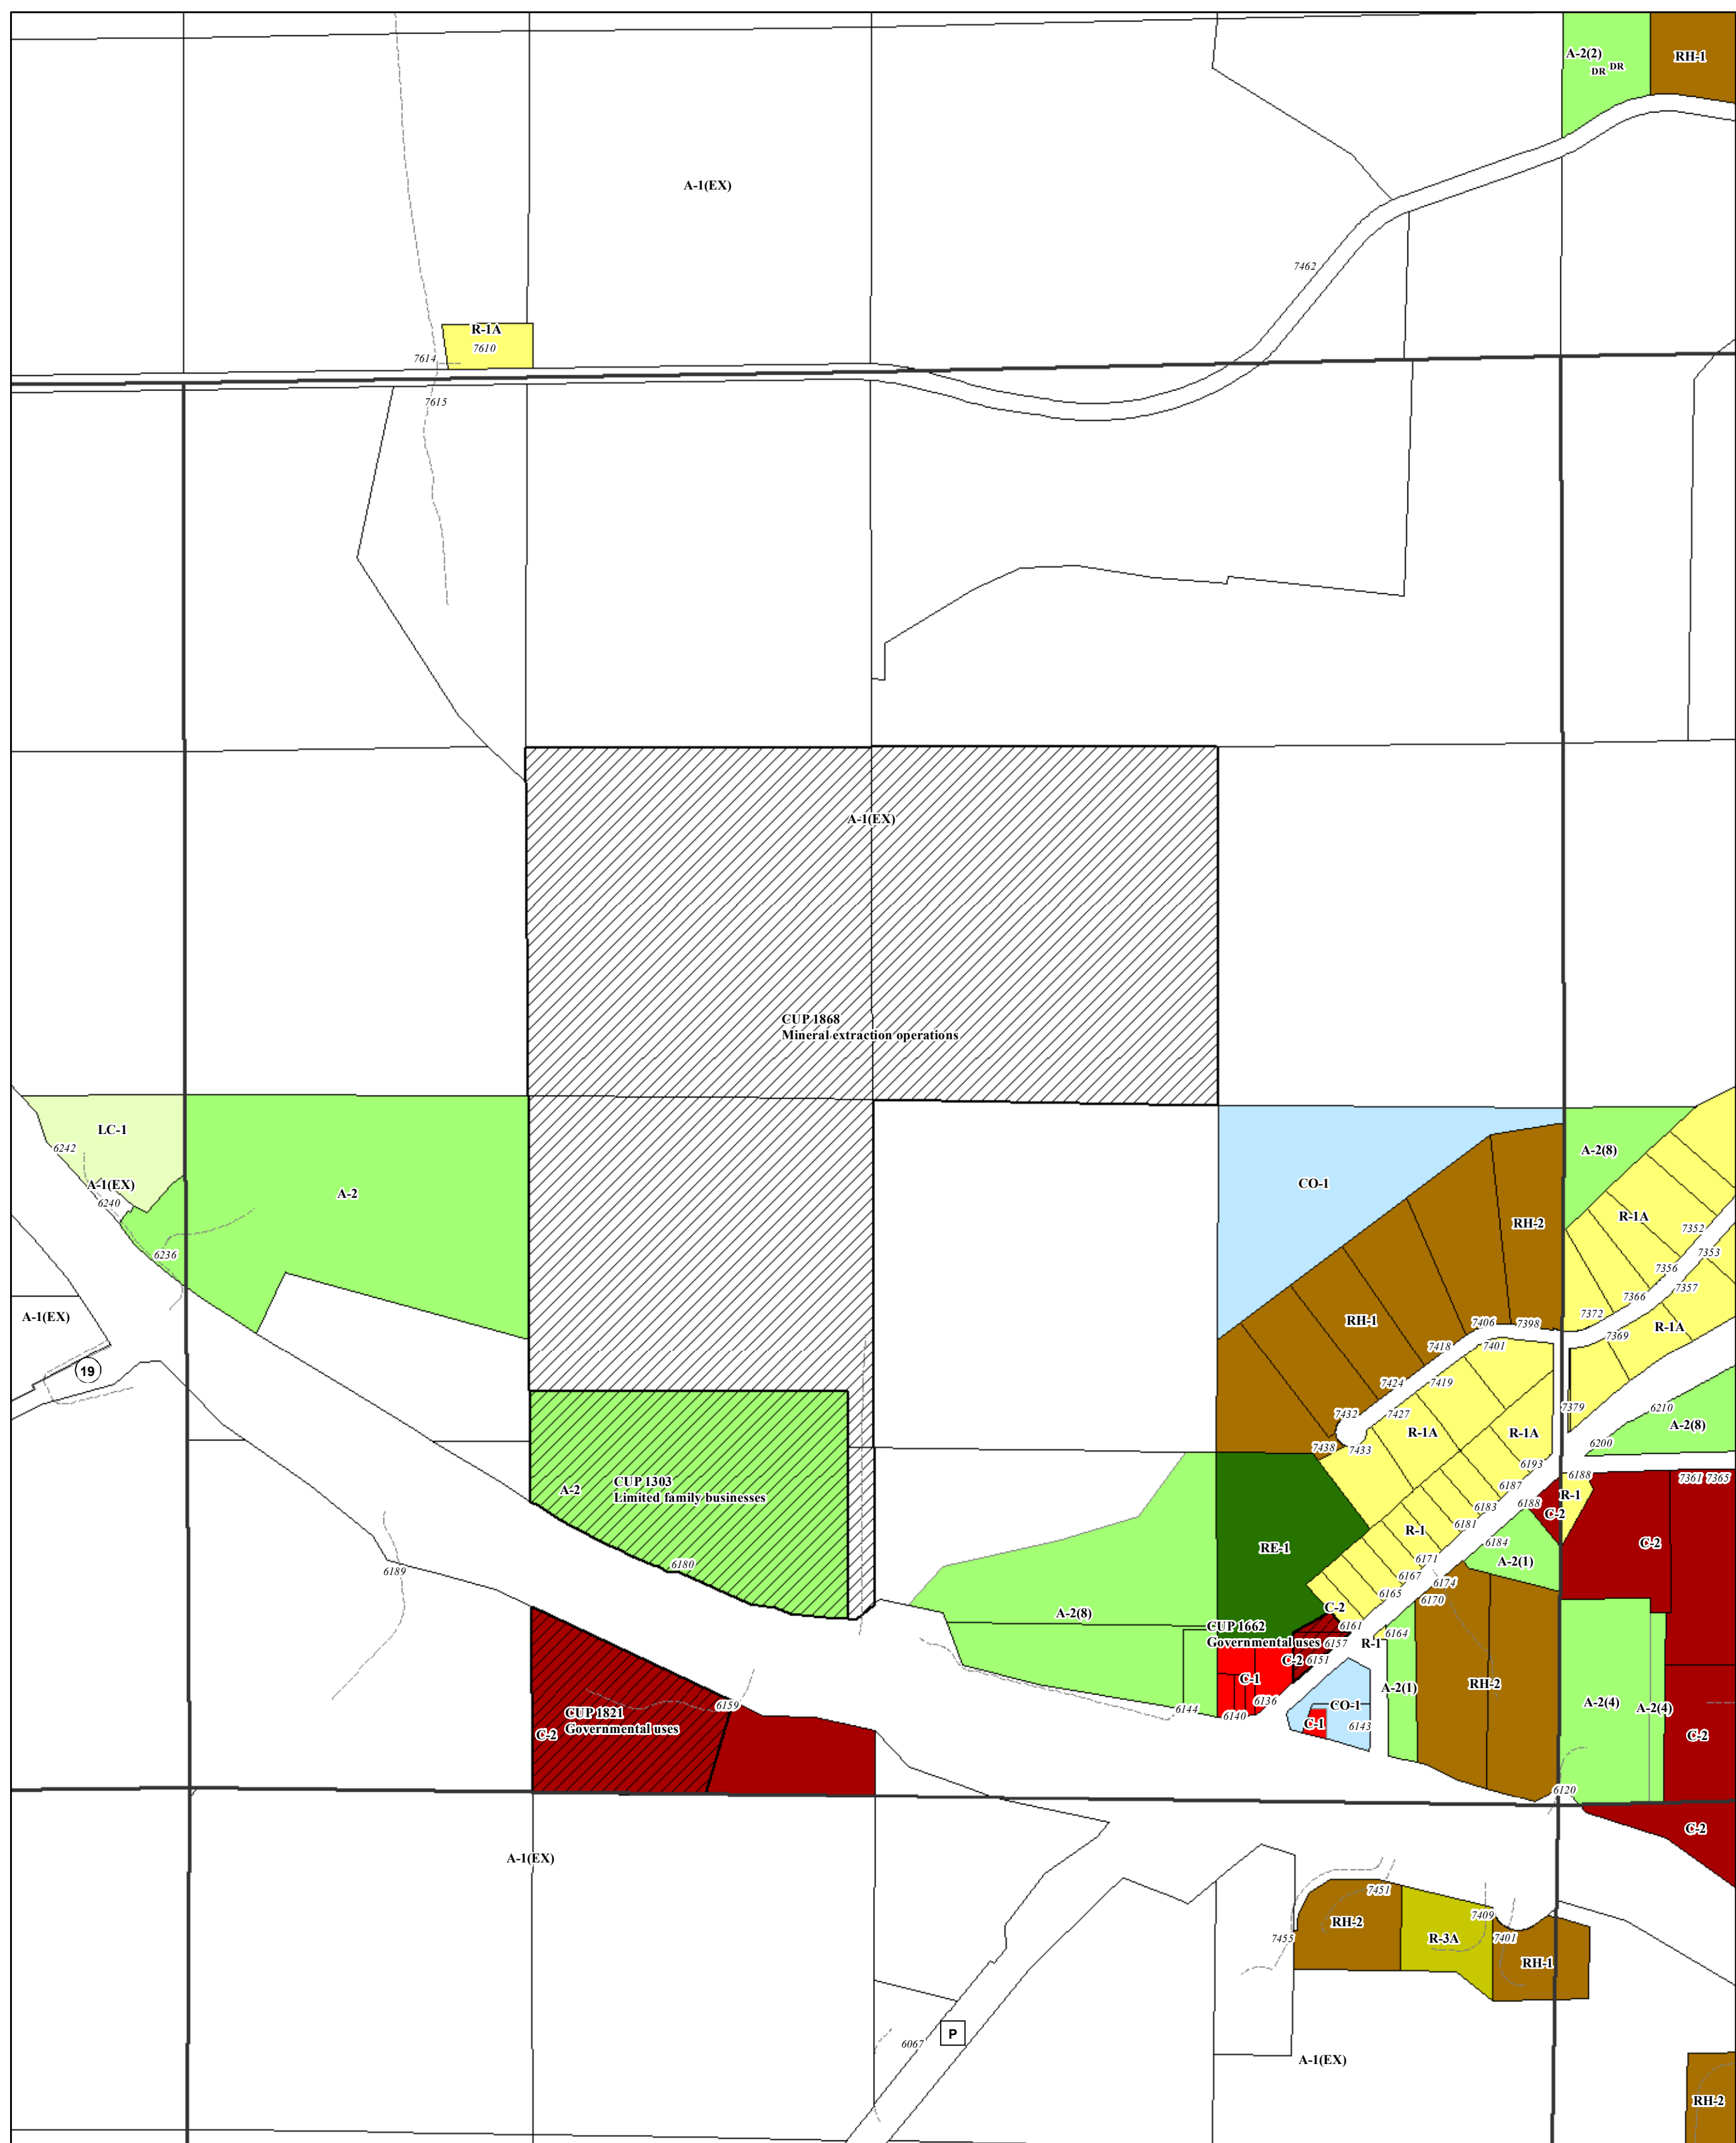 A-2(2)
DR DR
RH-1
A-1(EX)
7462
R-1A
7610
7614
7615
A-1(EX)
CUP 1868
Mineral extraction operations
LC-1
6242
A-1(EX)
6240
A-2
6236
A-1(EX)
19
CO-1
A-2(8)
RH-2
R-1A
7352
7353
7356
7357
7366
7372
RH-1
7406
7398
R-1A
7369
7418
7401
7424
7419
7379
7432
7427
6210
A-2(8)
R-1A
R-1A
7438
7433
6200
6193
6188
7361 7365
CUP 1303
Limited family businesses
A-2
6187
R-1
6188
C-2
6183
6181
R-1
6184
C-2
RE-1
A-2(1)
6180
6171
6189
6167
6174
6165
6170
A-2(8)
C-2
CUP 1662
Governmental uses
6161
6157
6164
R-1
C-2
6151
C-1
A-2(1)
RH-2
6136
CO-1
A-2(4)
A-2(4)
6159
6144
6140
C-1
6143
CUP 1821
Governmental uses
C-2
C-2
6120
C-2
A-1(EX)
7451
RH-2
7409
7455
R-3A
7401
RH-1
P
6067
A-1(EX)
RH-2